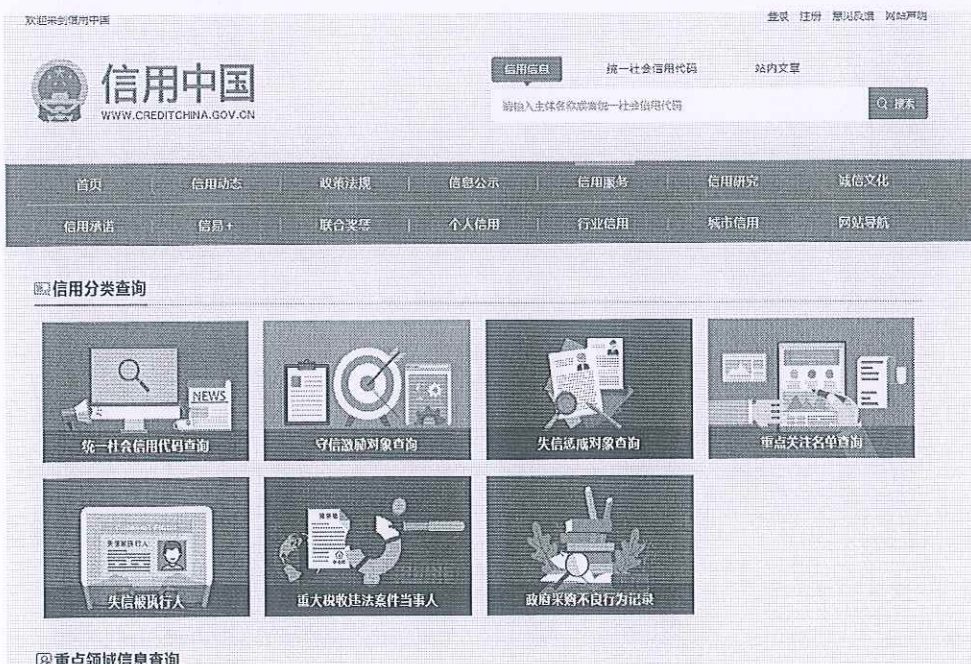 欢迎来到信用中国
登录 注册 意见反馈 网站声明
信用信息 统一社会信用代码 站内文章
信用中国
WWW.CREDITCHINA.GOV.CN
请输入主体名称或者统一社会信用代码 搜索
首页 信用动态 政策法规 信息公示 信用服务 信用研究 诚信文化
信用承诺 信易+ 联合奖惩 个人信用 行业信用 城市信用 网站导航
信用分类查询
NEWS
统一社会信用代码查询 守信激励对象查询 失信惩戒对象查询 重点关注名单查询
失信被执行人
失信被执行人 重大税收违法案件当事人 政府采购不良行为记录
重点领域信息查询